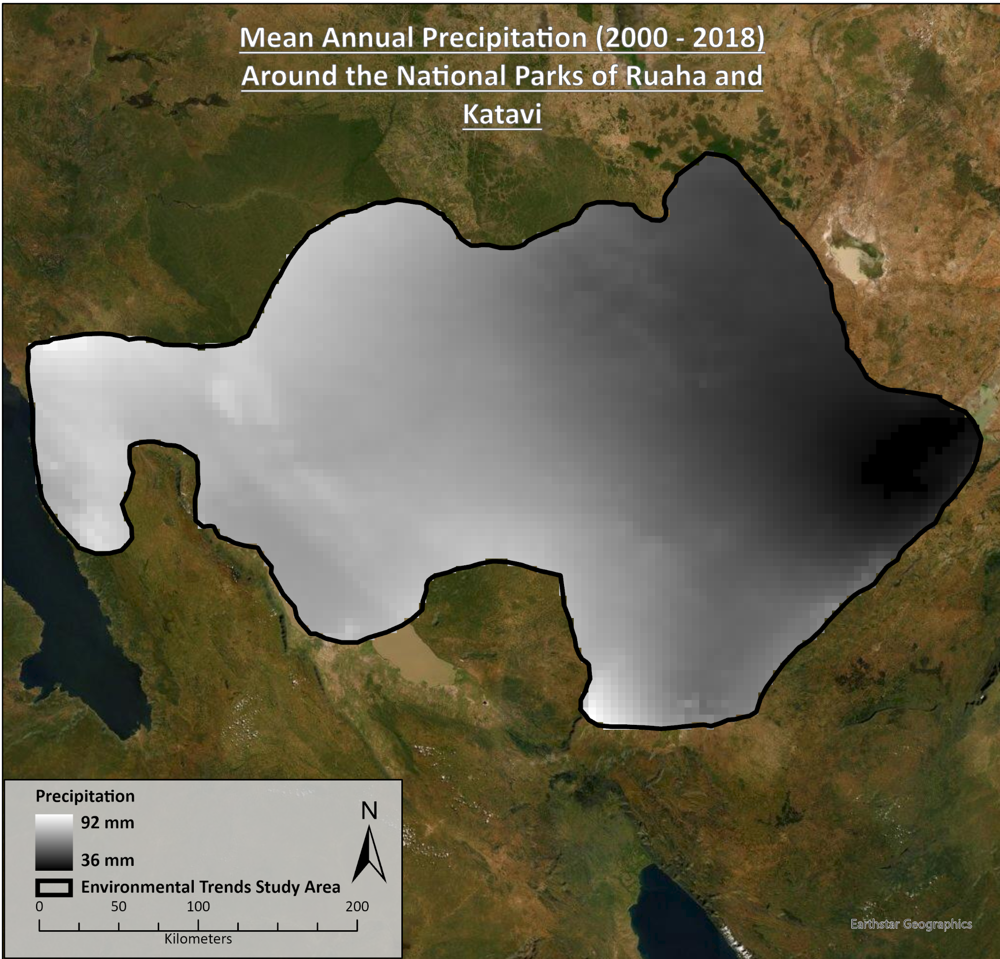 Mean Annual Precipitation (2000 - 2018)
Around the National Parks of Ruaha and
Katavi
Precipitation
92 mm
36 mm
N
Environmental Trends Study Area
0 50 100 200
Kilometers
Earthstar Geographics